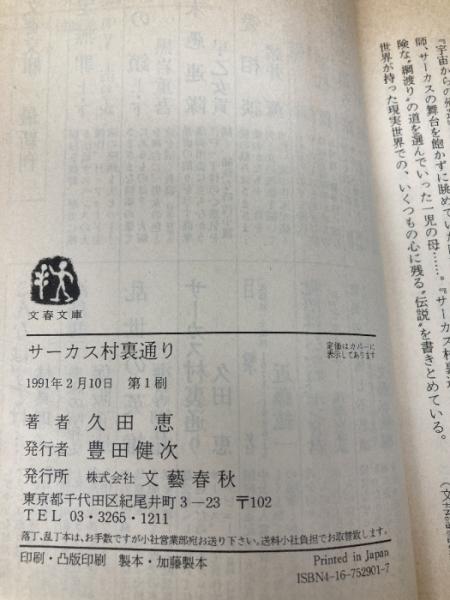 文春文庫
サーカス村裏通り
定価はカバーに
表示してあります
1991年2月10日 第1刷
著者 久田恵
発行者 豊田健次
発行所 株式会社 文藝春秋
東京都千代田区紀尾井町3-23 〒102
TEL 03・3265・1211
落丁、乱丁本は、お手数ですが小社営業部宛お送り下さい。送料小社負担でお取替致します。
印刷・凸版印刷 製本・加藤製本
Printed in Japan
ISBN4-16-752901-7
師、サーカスの舞台を飽かずに眺めていた
険な〝綱渡り〟の道を選んでいった一児の母……。『サーカス村裏通
世界が持った現実世界での、いくつもの心に残る〝伝説〟を書きとめている。